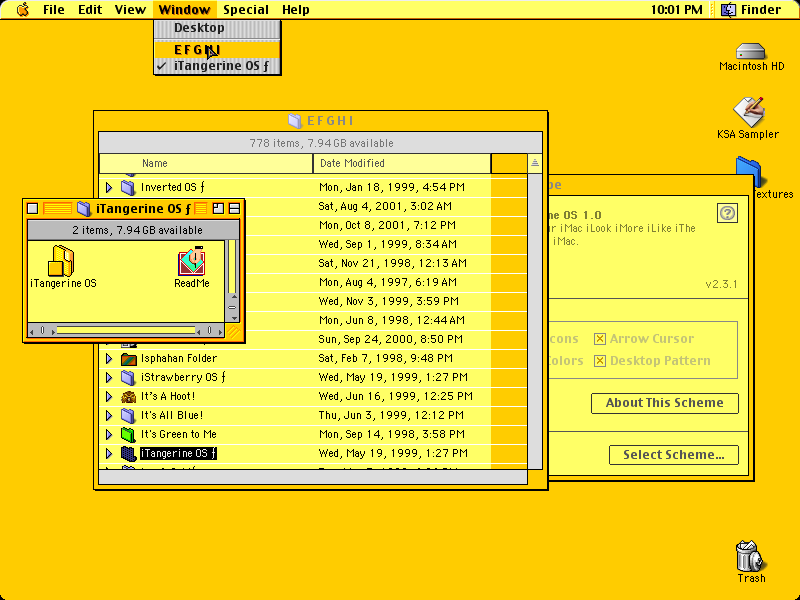 File Edit View Window Special Help 10:01 PM Finder
Desktop
E F G H I
✓ iTangerine OS ƒ
Macintosh HD
KSA Sampler
extures
Trash
E F G H I
778 items, 7.94 GB available
Name Date Modified
Inverted OS ƒ Mon, Jan 18, 1999, 4:54 PM
Sat, Aug 4, 2001, 3:02 AM
Mon, Oct 8, 2001, 7:12 PM
Wed, Sep 1, 1999, 8:34 AM
Sat, Nov 21, 1998, 12:13 AM
Mon, Aug 4, 1997, 6:19 AM
Wed, Nov 3, 1999, 3:59 PM
Mon, Jun 8, 1998, 12:44 AM
Sun, Sep 24, 2000, 8:50 PM
Isphahan Folder Sat, Feb 7, 1998, 9:48 PM
iStrawberry OS ƒ Wed, May 19, 1999, 1:27 PM
It's A Hoot! Wed, Jun 16, 1999, 12:25 PM
It's All Blue! Thu, Jun 3, 1999, 12:12 PM
It's Green to Me Mon, Sep 14, 1998, 3:58 PM
iTangerine OS ƒ Wed, May 19, 1999, 1:27 PM
iTangerine OS ƒ
2 items, 7.94 GB available
iTangerine OS
ReadMe
0 0
pe
ne OS 1.0
ur iMac iLook iMore iLike iThe
iMac.
v2.3.1
cons Arrow Cursor
Colors Desktop Pattern
About This Scheme
Select Scheme...